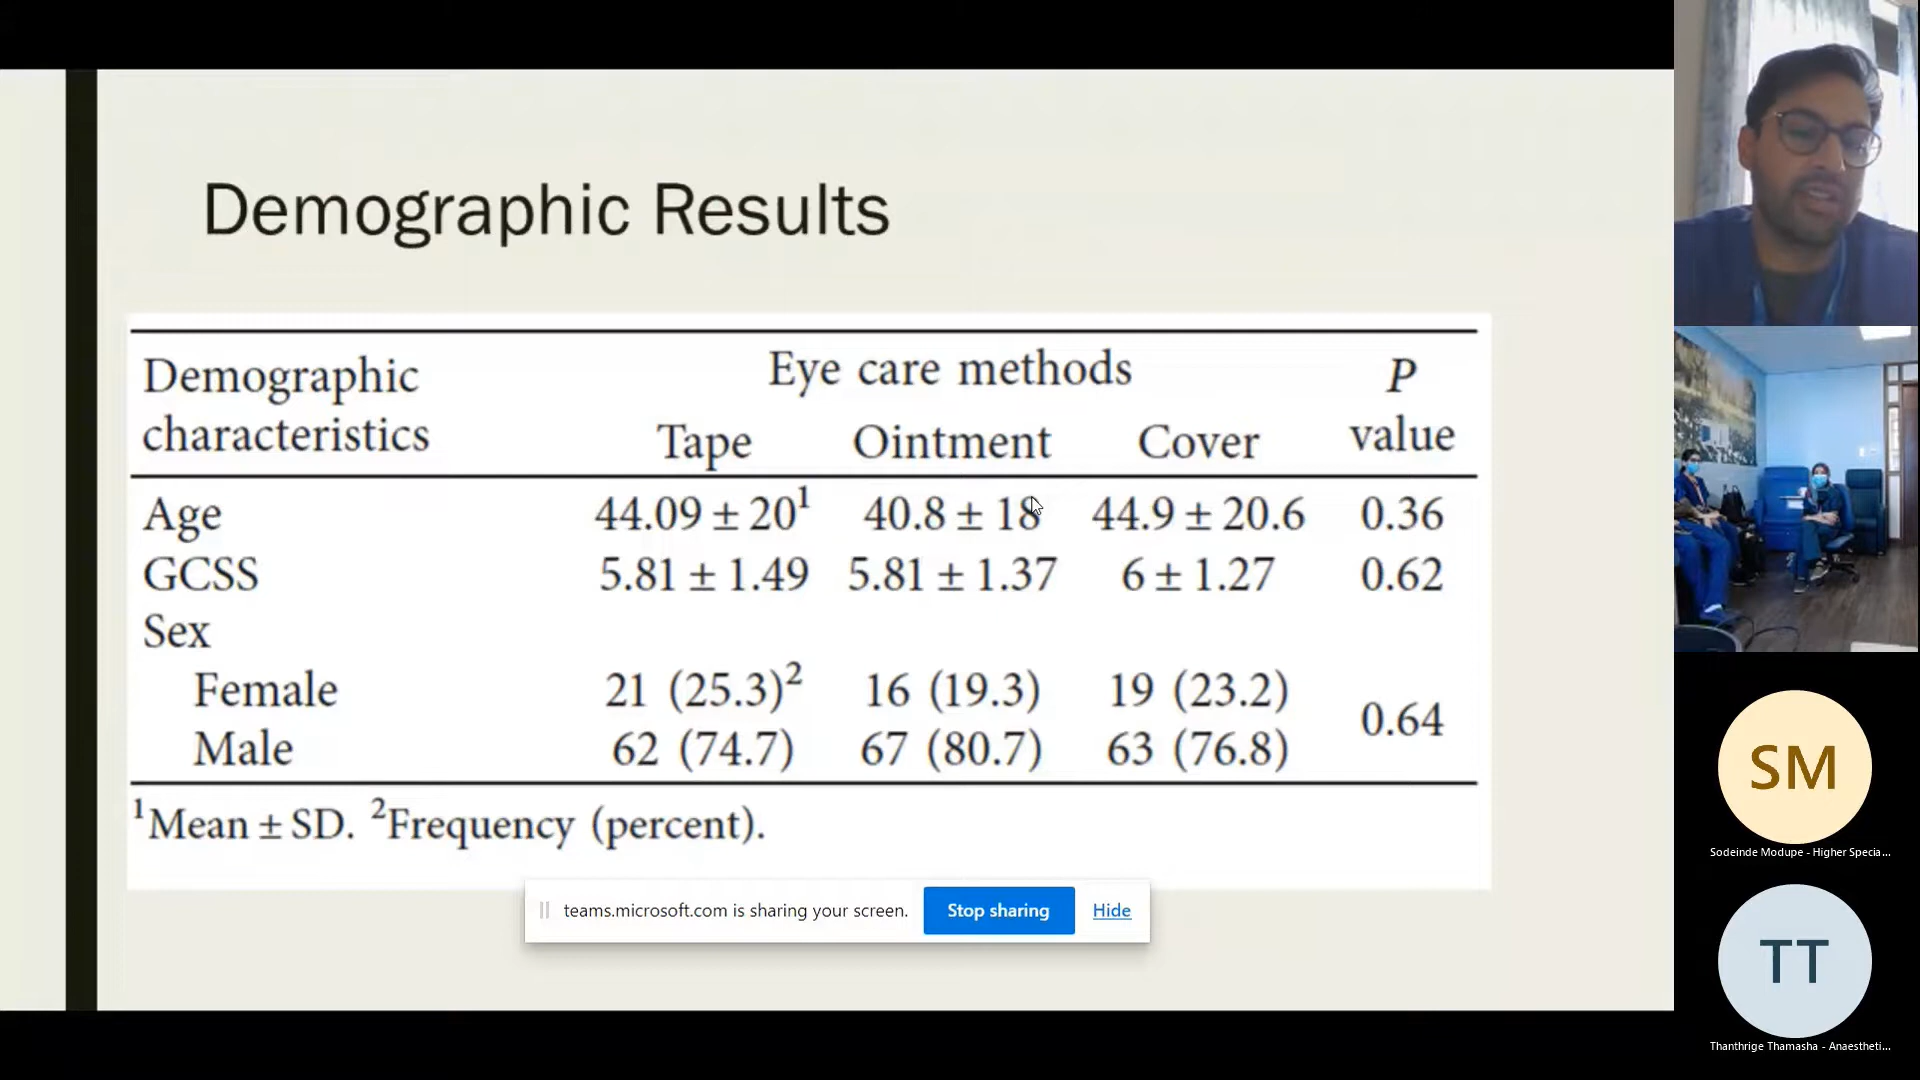 Demographic Results
Demographic characteristics Eye care methods P value
Tape Ointment Cover
Age 44.09 ± 20¹ 40.8 ± 18 44.9 ± 20.6 0.36
GCSS 5.81 ± 1.49 5.81 ± 1.37 6 ± 1.27 0.62
Sex
Female 21 (25.3)² 16 (19.3) 19 (23.2) 0.64
Male 62 (74.7) 67 (80.7) 63 (76.8)
¹Mean ± SD. ²Frequency (percent).
teams.microsoft.com is sharing your screen. Stop sharing Hide
SM
Sodeinde Modupe - Higher Specia...
TT
Thanthrige Thamasha - Anaestheti...